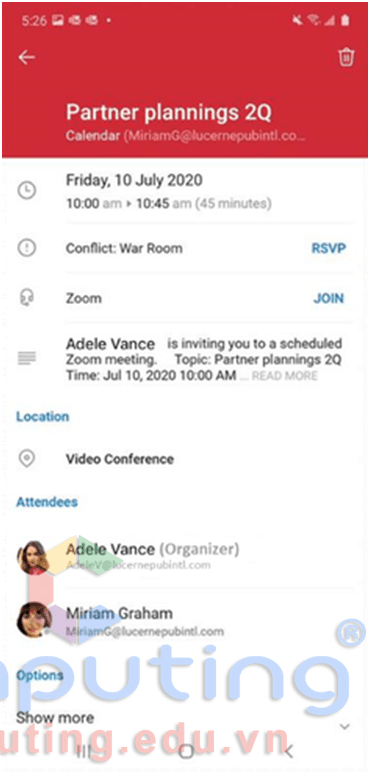 5:26
Partner plannings 2Q
Calendar (MiriamG@lucernepubintl.co...
Friday, 10 July 2020
10:00 am ▸ 10:45 am (45 minutes)
Conflict: War Room RSVP
Zoom JOIN
Adele Vance is inviting you to a scheduled
Zoom meeting. Topic: Partner plannings 2Q
Time: Jul 10, 2020 10:00 AM ... READ MORE
Location
Video Conference
Attendees
Adele Vance (Organizer)
AdeleV@lucernepubintl.com
Miriam Graham
MiriamG@lucernepubintl.com
®
mputing
Options
Show more
uting.edu.vn